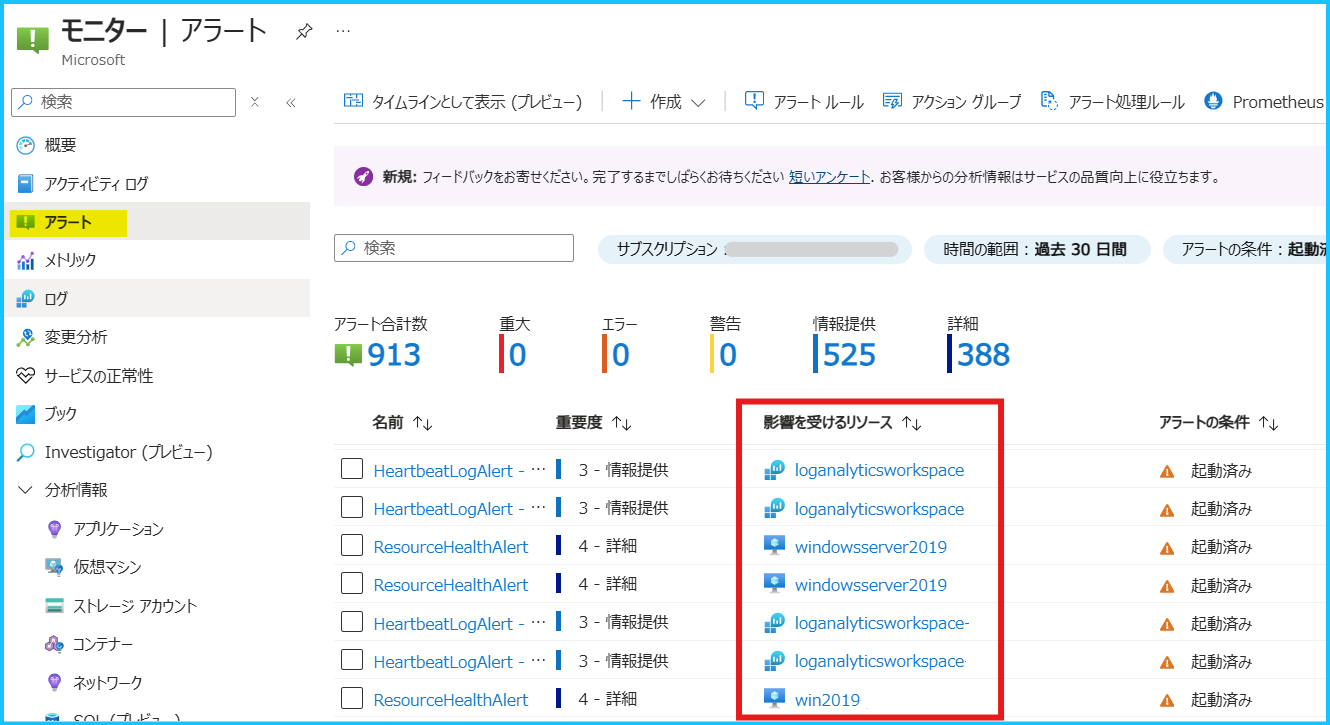 モニター | アラート
Microsoft
検索
概要
アクティビティ ログ
アラート
メトリック
ログ
変更分析
サービスの正常性
ブック
Investigator (プレビュー)
分析情報
アプリケーション
仮想マシン
ストレージ アカウント
コンテナー
ネットワーク
SQL (プレビュー)
タイムラインとして表示 (プレビュー) 作成 アラート ルール アクション グループ アラート処理ルール Prometheus
新規: フィードバックをお寄せください。完了するまでしばらくお待ちください 短いアンケート. お客様からの分析情報はサービスの品質向上に役立ちます。
検索 サブスクリプション : 時間の範囲 : 過去 30 日間 アラートの条件 : 起動済
アラート合計数 重大 エラー 警告 情報提供 詳細
913 0 0 0 525 388
名前 ↑↓ 重要度 ↑↓ 影響を受けるリソース ↑↓ アラートの条件 ↑↓
HeartbeatLogAlert - ... 3 - 情報提供 loganalyticsworkspace 起動済み
HeartbeatLogAlert - ... 3 - 情報提供 loganalyticsworkspace 起動済み
ResourceHealthAlert 4 - 詳細 windowsserver2019 起動済み
ResourceHealthAlert 4 - 詳細 windowsserver2019 起動済み
HeartbeatLogAlert - ... 3 - 情報提供 loganalyticsworkspace- 起動済み
HeartbeatLogAlert - ... 3 - 情報提供 loganalyticsworkspace 起動済み
ResourceHealthAlert 4 - 詳細 win2019 起動済み